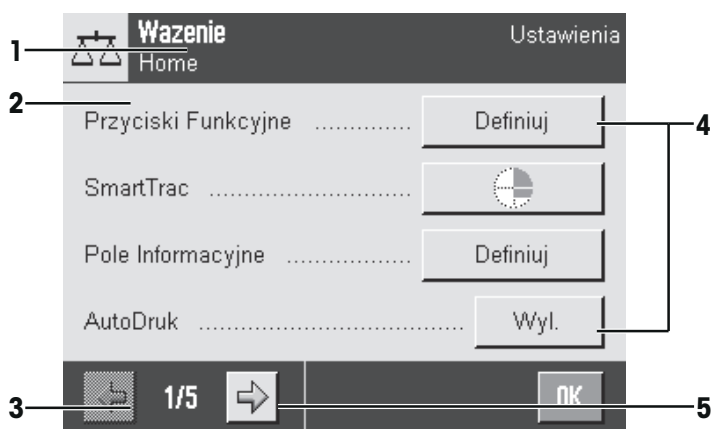 Wazenie
Ustawienia
Home
Przyciski Funkcyjne .............. Definiuj
SmartTrac ..........................
Pole Informacyjne ................ Definiuj
AutoDruk ..................................... Wyl.
1/5
OK
1
2
3
4
5